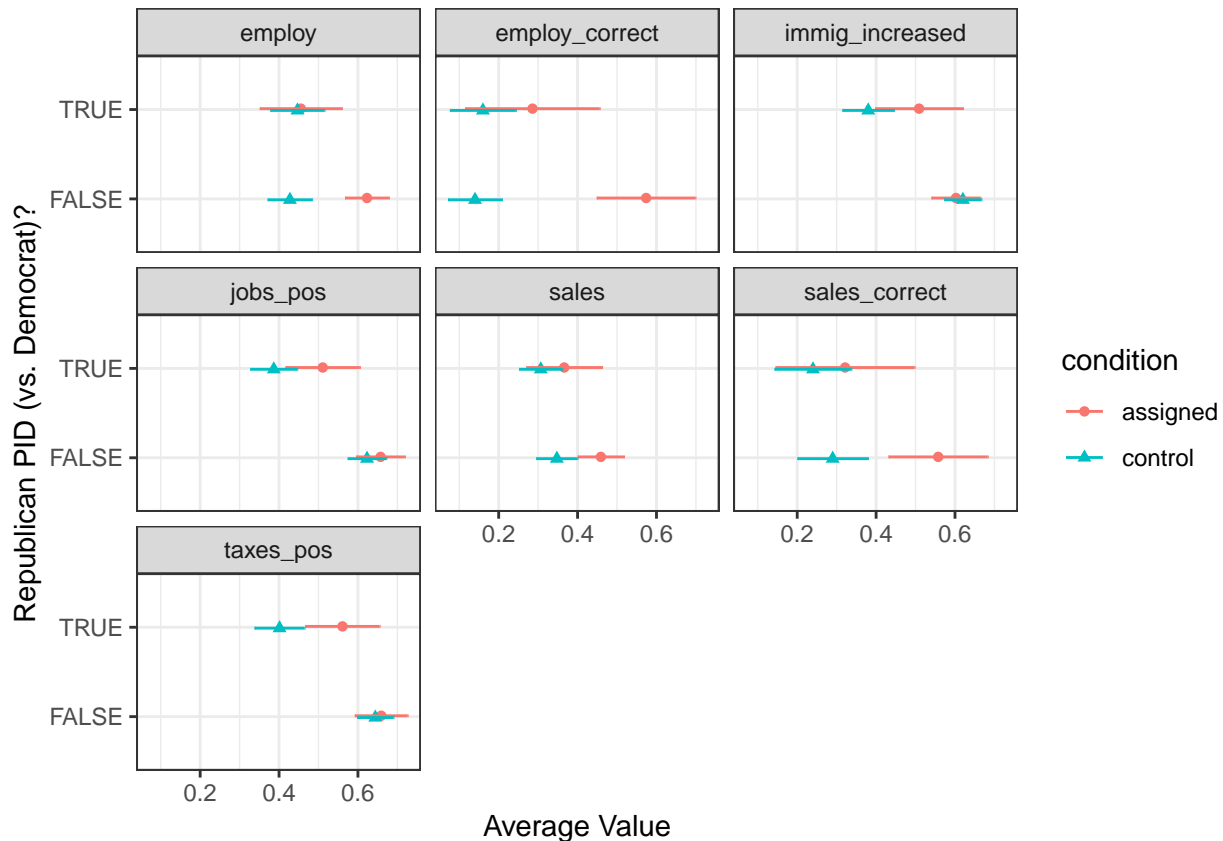 employ
employ_correct
immig_increased
TRUE
FALSE
jobs_pos
sales
sales_correct
TRUE
FALSE
0.2 0.4 0.6
0.2 0.4 0.6
taxes_pos
TRUE
FALSE
0.2 0.4 0.6
Average Value
Republican PID (vs. Democrat)?
condition
assigned
control